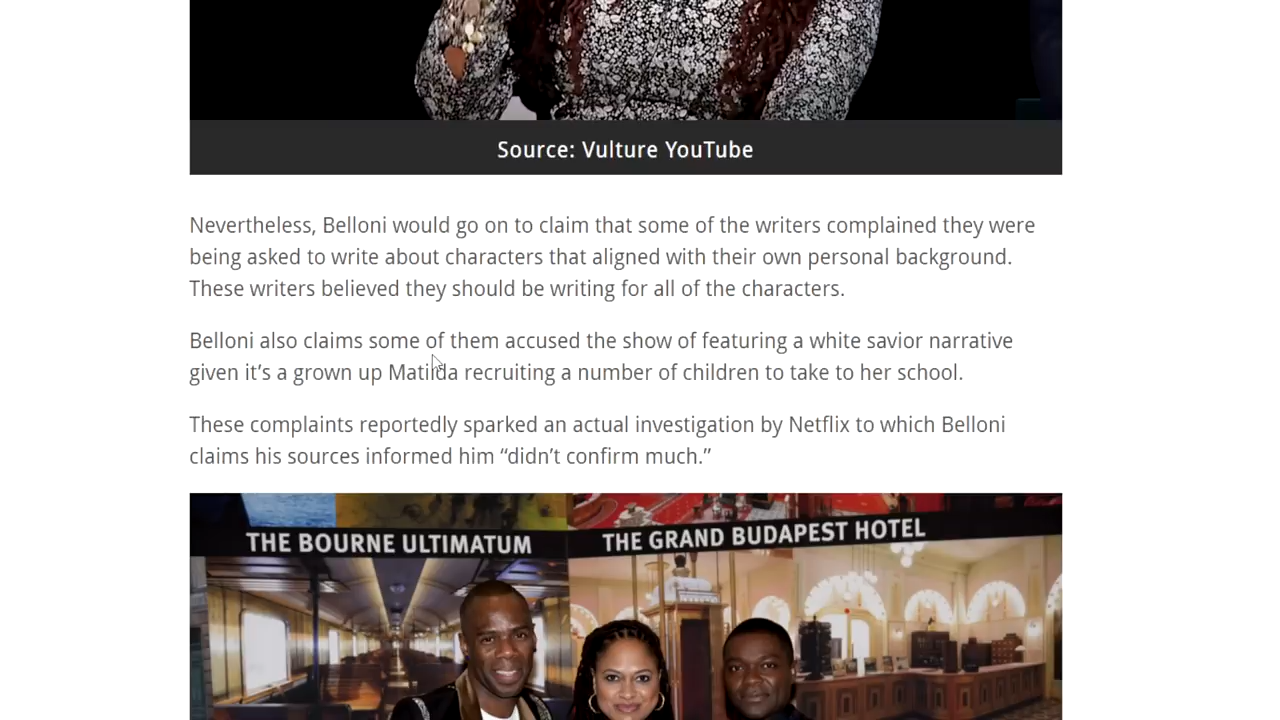 Source: Vulture YouTube
Nevertheless, Belloni would go on to claim that some of the writers complained they were
being asked to write about characters that aligned with their own personal background.
These writers believed they should be writing for all of the characters.
Belloni also claims some of them accused the show of featuring a white savior narrative
given it’s a grown up Matilda recruiting a number of children to take to her school.
These complaints reportedly sparked an actual investigation by Netflix to which Belloni
claims his sources informed him “didn’t confirm much.”
THE BOURNE ULTIMATUM
THE GRAND BUDAPEST HOTEL